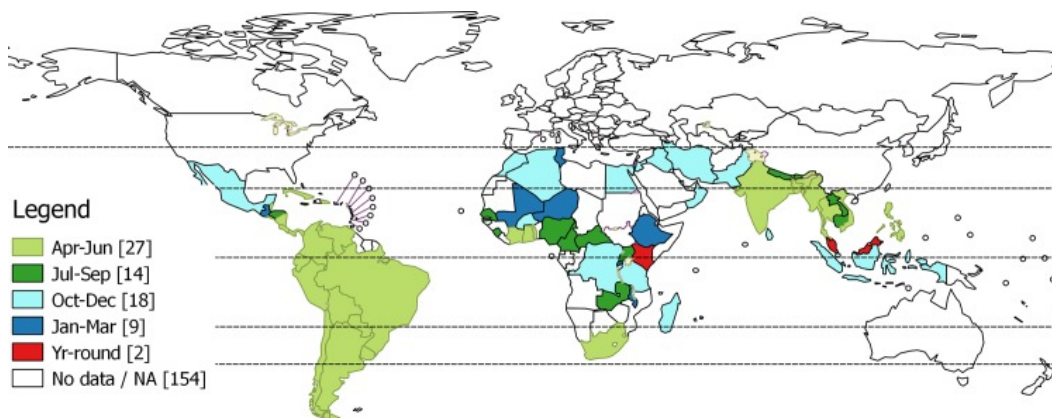 Legend
Apr-Jun [27]
Jul-Sep [14]
Oct-Dec [18]
Jan-Mar [9]
Yr-round [2]
No data / NA [154]